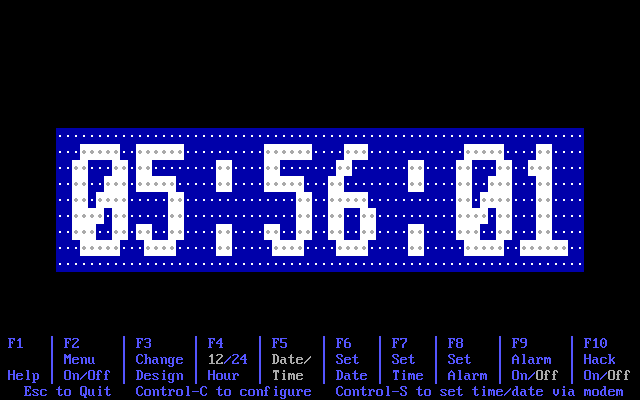 05:56:01
F1 F2 F3 F4 F5 F6 F7 F8 F9 F10
Menu Change 12/24 Date/ Set Set Set Alarm Hack
Help On/Off Design Hour Time Date Time Alarm On/Off On/Off
Esc to Quit Control-C to configure Control-S to set time/date via modem